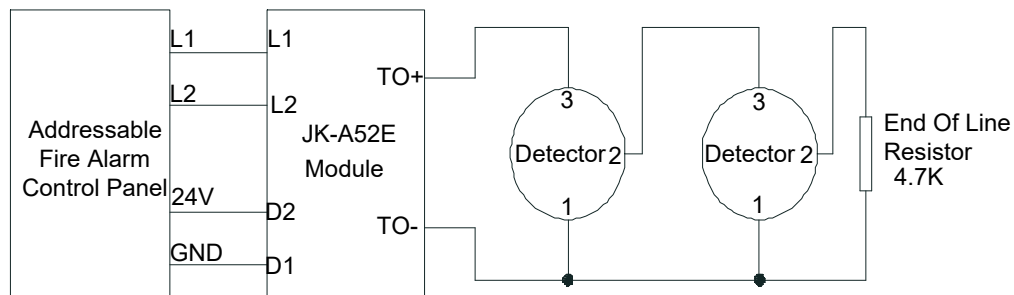 L1
L1
TO+
L2
L2
Addressable
Fire Alarm
Control Panel
JK-A52E
Module
24V
D2
TO-
GND
D1
3
Detector 2
1
3
Detector 2
1
End Of Line
Resistor
4.7K